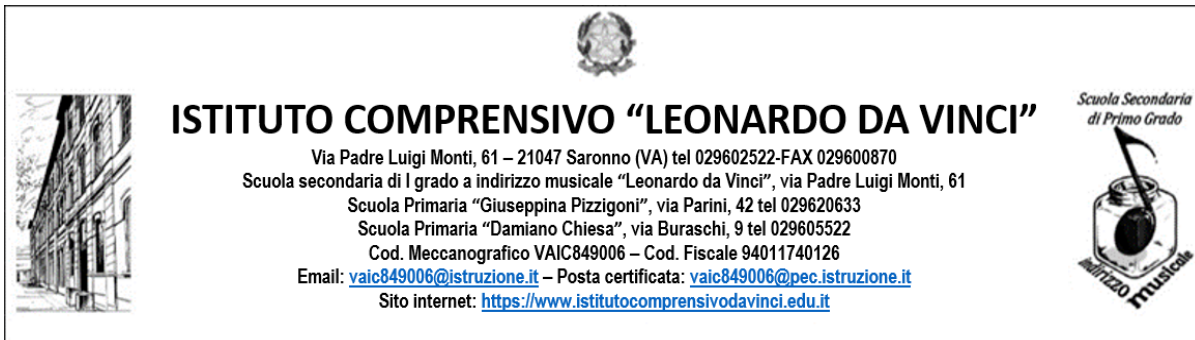 ISTITUTO COMPRENSIVO “LEONARDO DA VINCI”
Via Padre Luigi Monti, 61 – 21047 Saronno (VA) tel 029602522-FAX 029600870
Scuola secondaria di I grado a indirizzo musicale “Leonardo da Vinci”, via Padre Luigi Monti, 61
Scuola Primaria “Giuseppina Pizzigoni”, via Parini, 42 tel 029620633
Scuola Primaria “Damiano Chiesa”, via Buraschi, 9 tel 029605522
Cod. Meccanografico VAIC849006 – Cod. Fiscale 94011740126
Email: vaic849006@istruzione.it – Posta certificata: vaic849006@pec.istruzione.it
Sito internet: https://www.istitutocomprensivodavinci.edu.it
Scuola Secondaria
di Primo Grado
indirizzo
musicale